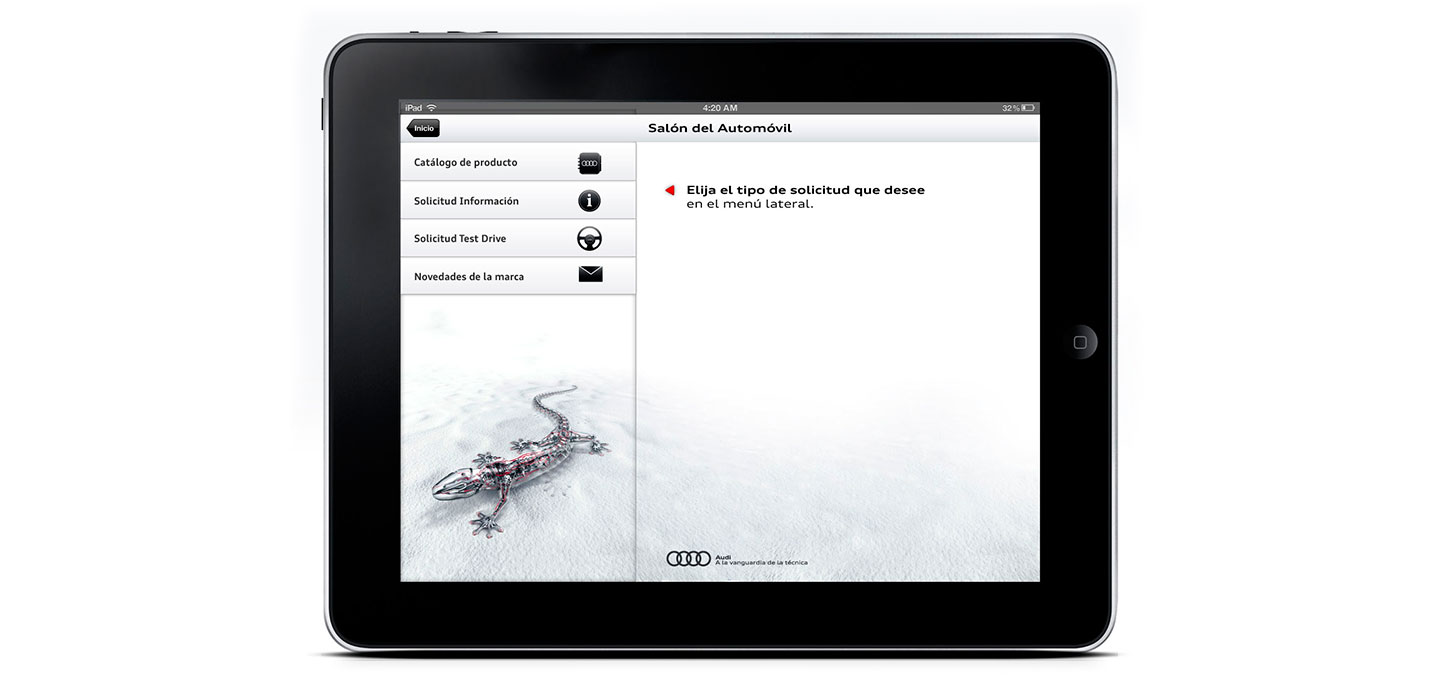 iPad
4:20 AM
32%
Inicio
Salón del Automóvil
Catálogo de producto
Solicitud Información
Solicitud Test Drive
Novedades de la marca
Elija el tipo de solicitud que desee
en el menú lateral.
Audi
A la vanguardia de la técnica